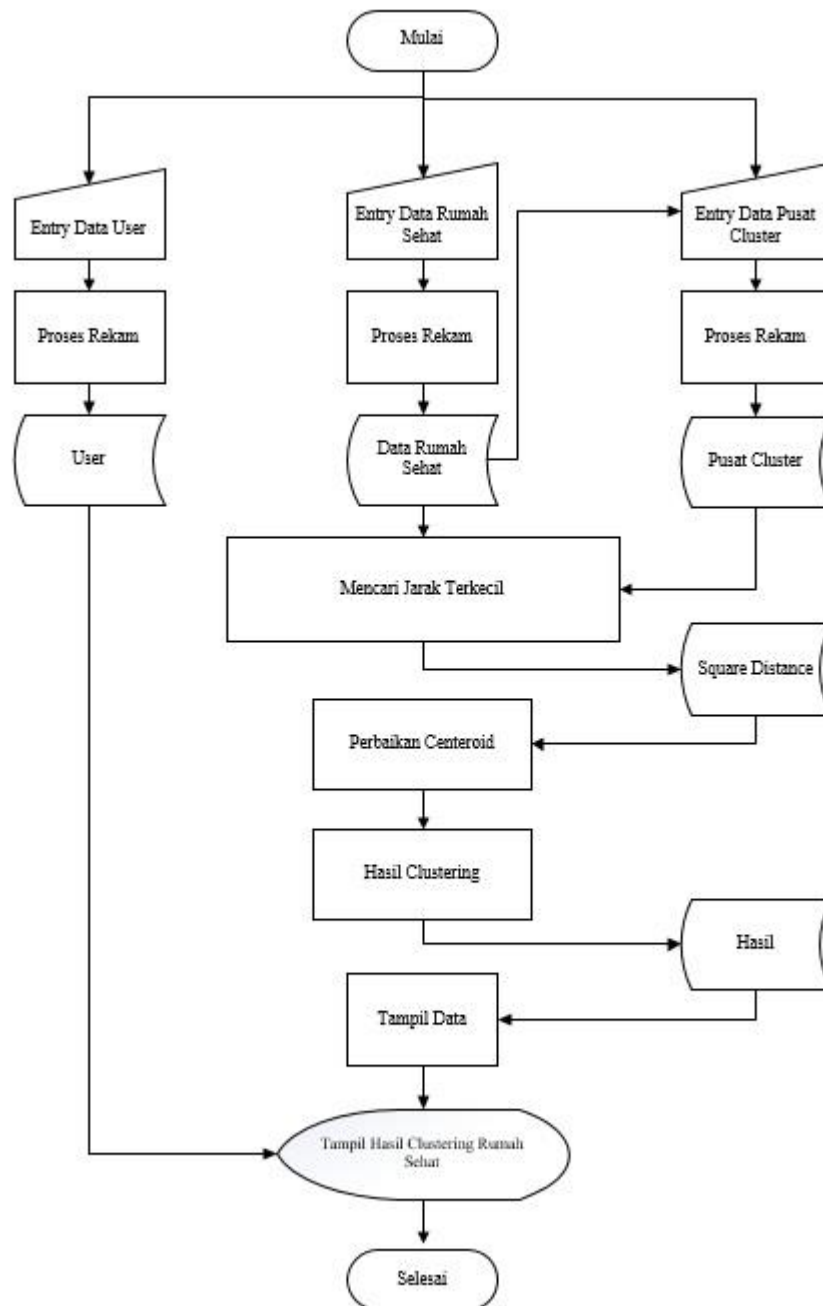 Mulai
Entry Data User
Entry Data Rumah
Sehat
Entry Data Pusat
Cluster
Proses Rekam
Proses Rekam
Proses Rekam
User
Data Rumah
Sehat
Pusat Cluster
Mencari Jarak Terkecil
Square Distance
Perbaikan Centeroid
Hasil Clustering
Hasil
Tampil Data
Tampil Hasil Clustering Rumah
Sehat
Selesai